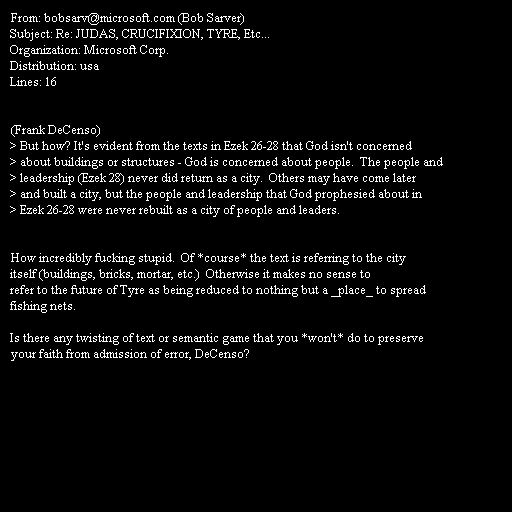 From: bobsarv@microsoft.com (Bob Sarver)
Subject: Re: JUDAS, CRUCIFIXION, TYRE, Etc...
Organization: Microsoft Corp.
Distribution: usa
Lines: 16
(Frank DeCenso)
> But how? It's evident from the texts in Ezek 26-28 that God isn't concerned
> about buildings or structures - God is concerned about people.  The people and
> leadership (Ezek 28) never did return as a city.  Others may have come later
> and built a city, but the people and leadership that God prophesied about in
> Ezek 26-28 were never rebuilt as a city of people and leaders.
How incredibly fucking stupid.  Of *course* the text is referring to the city
itself (buildings, bricks, mortar, etc.)  Otherwise it makes no sense to
refer to the future of Tyre as being reduced to nothing but a _place_ to spread
fishing nets.
Is there any twisting of text or semantic game that you *won't* do to preserve
your faith from admission of error, DeCenso?